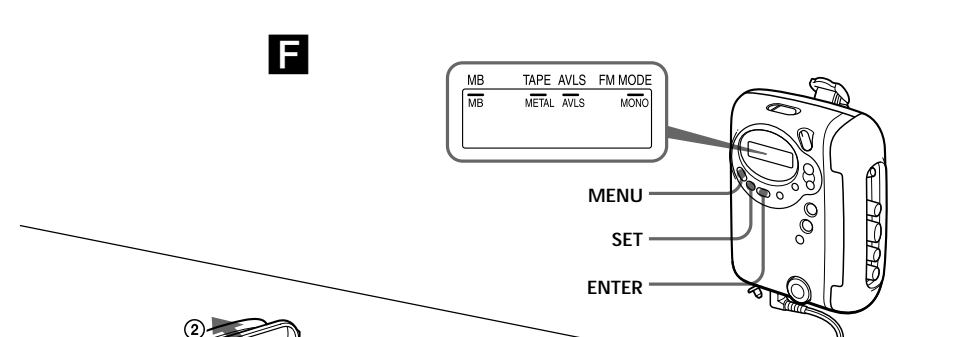 F
MB TAPE AVLS FM MODE
MB METAL AVLS MONO
MENU
SET
ENTER
②